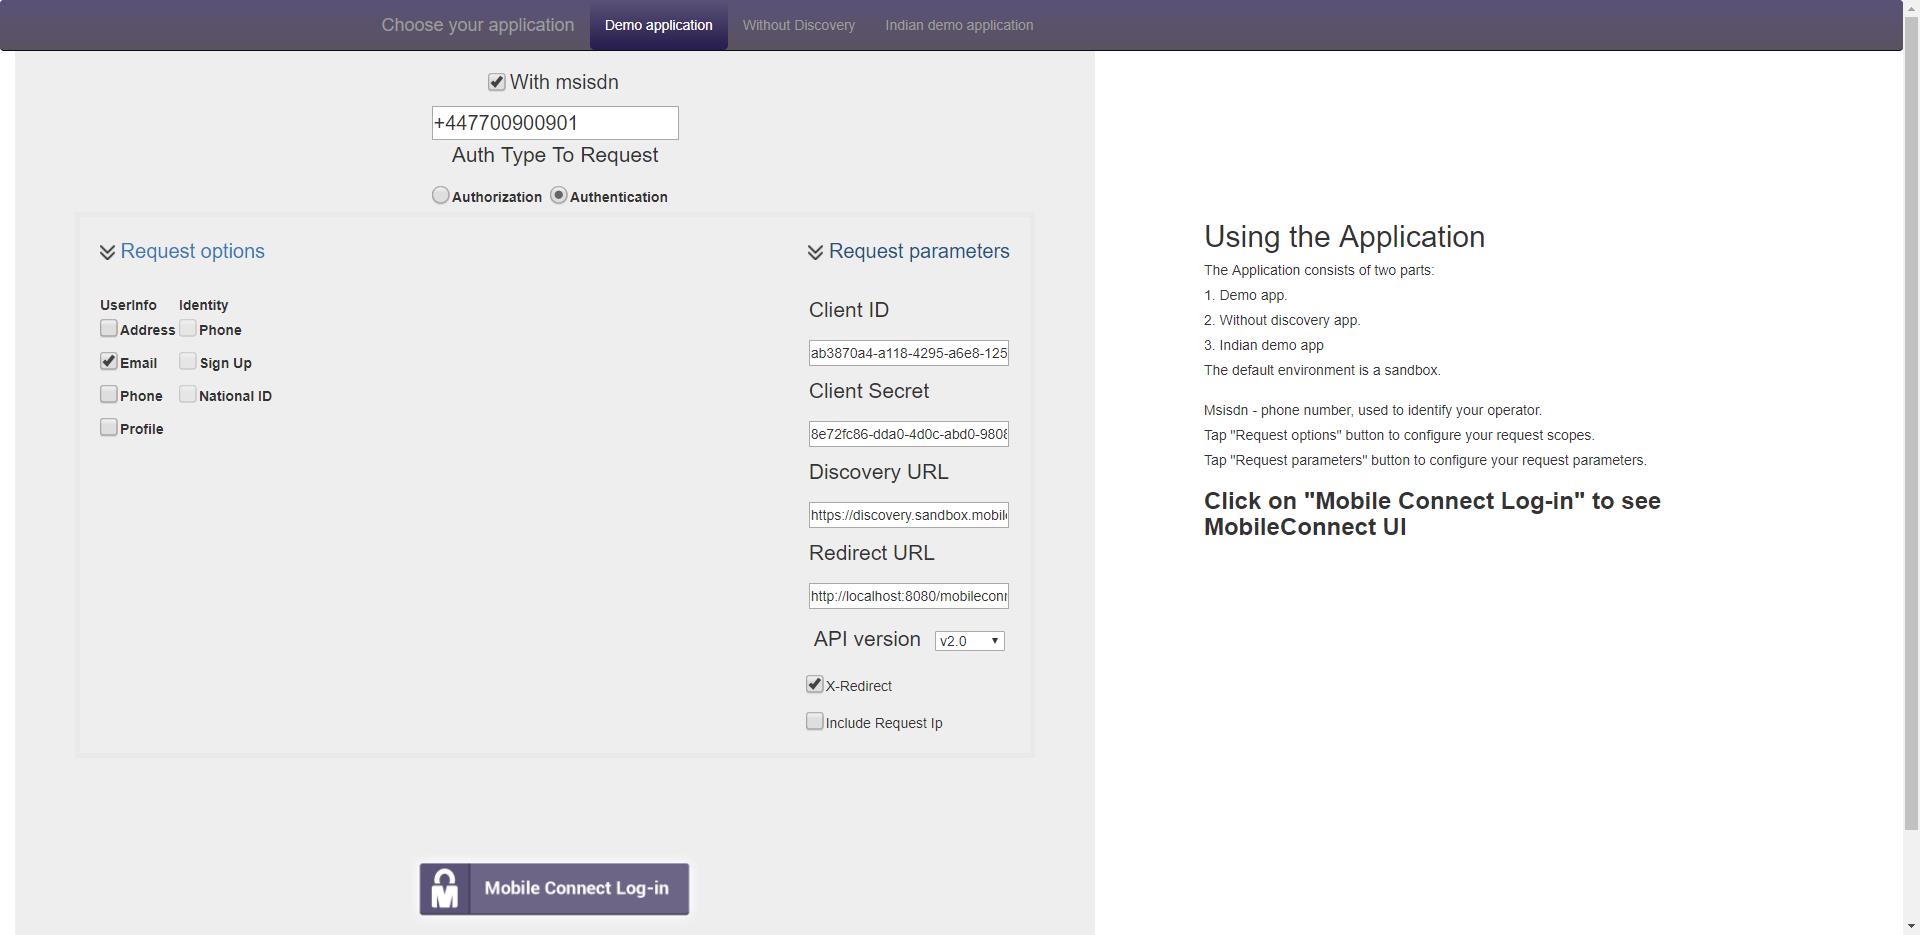 Choose your application Demo application Without Discovery Indian demo application
With msisdn
+447700900901
Auth Type To Request
Authorization Authentication
Request options
UserInfo Identity
Address Phone
Email Sign Up
Phone National ID
Profile
Request parameters
Client ID
ab3870a4-a118-4295-a6e8-125
Client Secret
8e72fc86-dda0-4d0c-abd0-9808
Discovery URL
https://discovery.sandbox.mobile
Redirect URL
http://localhost:8080/mobileconn
API version v2.0
X-Redirect
Include Request Ip
Mobile Connect Log-in
Using the Application
The Application consists of two parts:
1. Demo app.
2. Without discovery app.
3. Indian demo app
The default environment is a sandbox.
Msisdn - phone number, used to identify your operator.
Tap "Request options" button to configure your request scopes.
Tap "Request parameters" button to configure your request parameters.
Click on "Mobile Connect Log-in" to see
MobileConnect UI